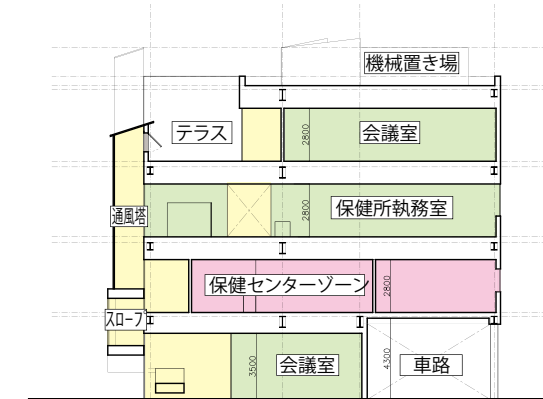 機械置き場
テラス
2800
会議室
2800
保健所執務室
通風塔
保健センターゾーン
2800
スロープ
3500
会議室
4300
車路